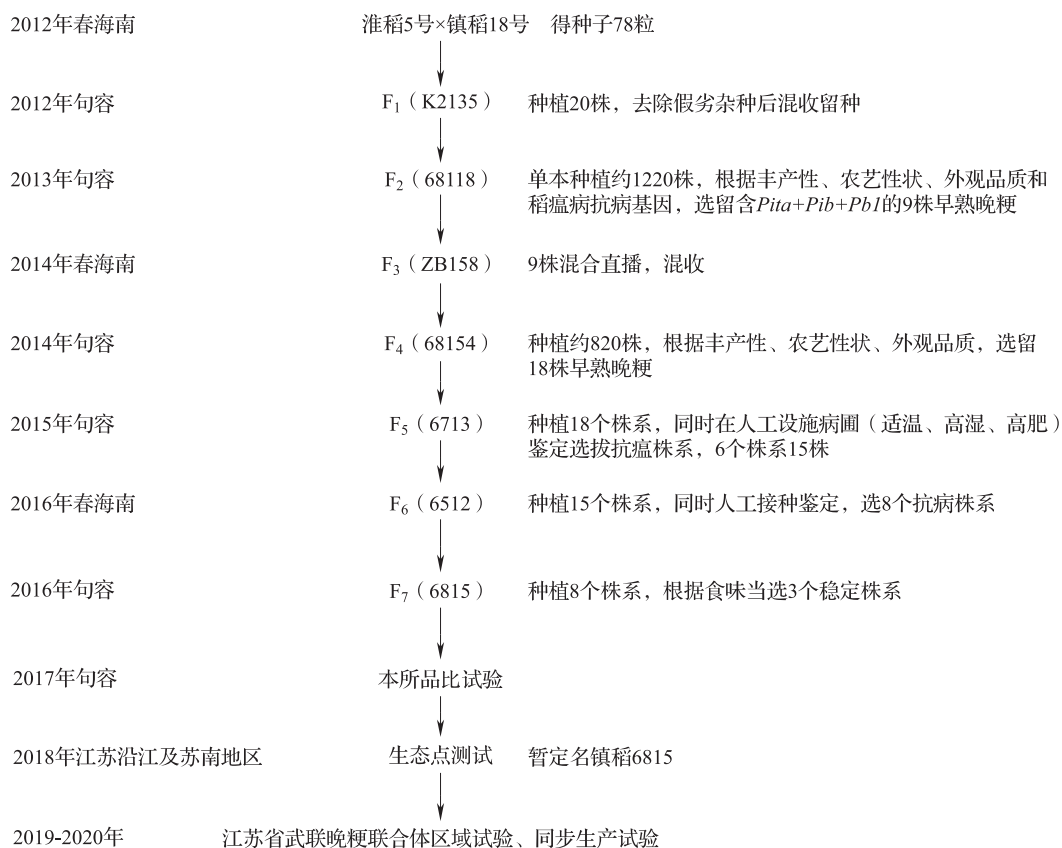 2012年春海南 淮稻5号×镇稻18号 得种子78粒
2012年句容 F₁（K2135） 种植20株，去除假劣杂种后混收留种
2013年句容 F₂（68118） 单本种植约1220株，根据丰产性、农艺性状、外观品质和
稻瘟病抗病基因，选留含Pita+Pib+Pb1的9株早熟晚粳
2014年春海南 F₃（ZB158） 9株混合直播，混收
2014年句容 F₄（68154） 种植约820株，根据丰产性、农艺性状、外观品质，选留
18株早熟晚粳
2015年句容 F₅（6713） 种植18个株系，同时在人工设施病圃（适温、高湿、高肥）
鉴定选拔抗瘟株系，6个株系15株
2016年春海南 F₆（6512） 种植15个株系，同时人工接种鉴定，选8个抗病株系
2016年句容 F₇（6815） 种植8个株系，根据食味当选3个稳定株系
2017年句容 本所品比试验
2018年江苏沿江及苏南地区 生态点测试 暂定名镇稻6815
2019-2020年 江苏省武联晚粳联合体区域试验、同步生产试验